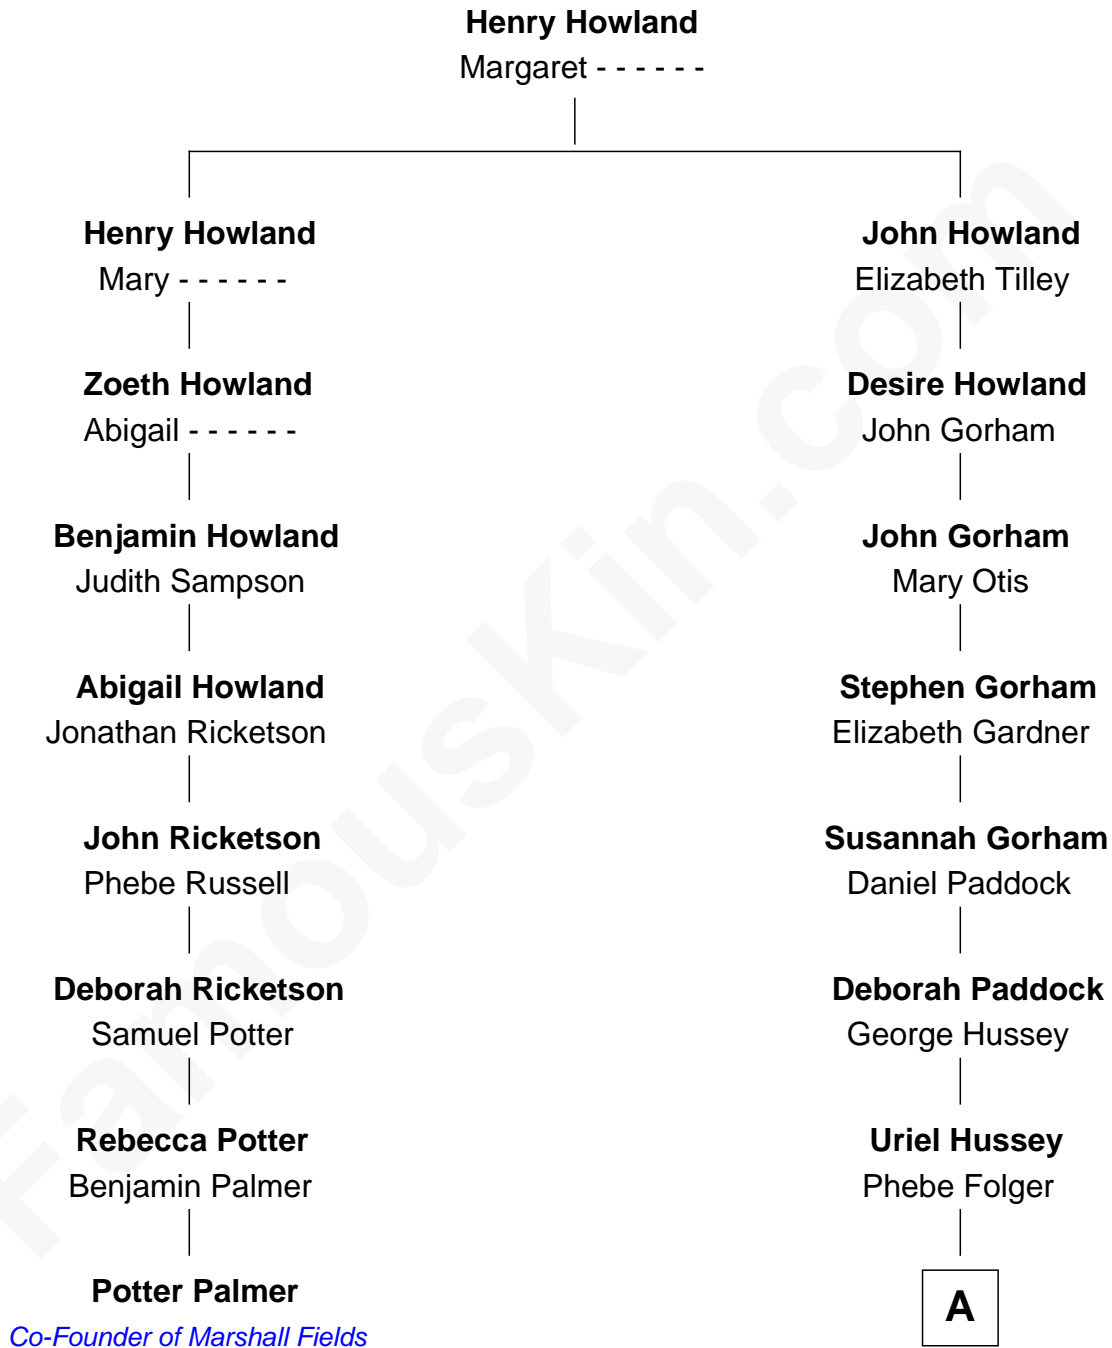 Henry Howland
Margaret - - - - - -
Henry Howland
Mary - - - - - -
John Howland
Elizabeth Tilley
Zoeth Howland
Abigail - - - - - -
Desire Howland
John Gorham
Benjamin Howland
Judith Sampson
John Gorham
Mary Otis
Abigail Howland
Jonathan Ricketson
Stephen Gorham
Elizabeth Gardner
John Ricketson
Phebe Russell
Susannah Gorham
Daniel Paddock
Deborah Ricketson
Samuel Potter
Deborah Paddock
George Hussey
Rebecca Potter
Benjamin Palmer
Uriel Hussey
Phebe Folger
Potter Palmer
Co-Founder of Marshall Fields
A
FamousKin.com